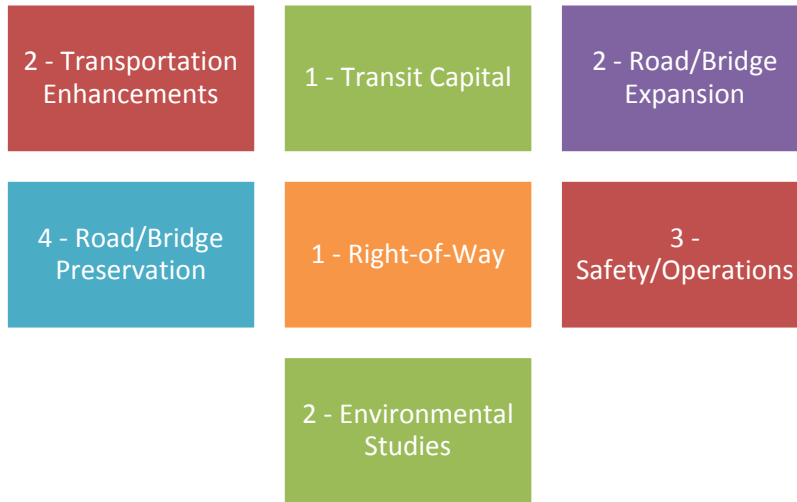 2 - Transportation
Enhancements
1 - Transit Capital
2 - Road/Bridge
Expansion
4 - Road/Bridge
Preservation
1 - Right-of-Way
3 -
Safety/Operations
2 - Environmental
Studies